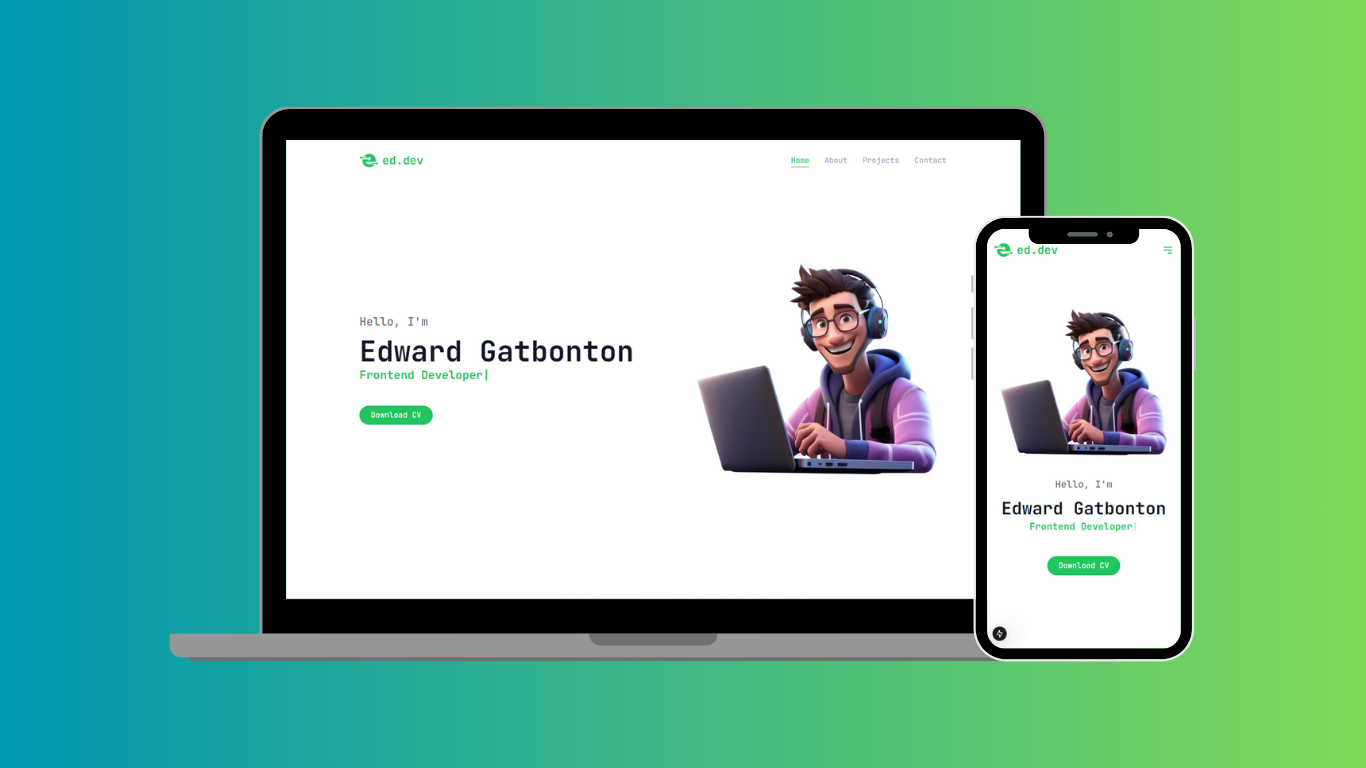 ed.dev
Home About Projects Contact
Hello, I'm
Edward Gatbonton
Frontend Developer|
Download CV
ed.dev
Hello, I'm
Edward Gatbonton
Frontend Developer|
Download CV